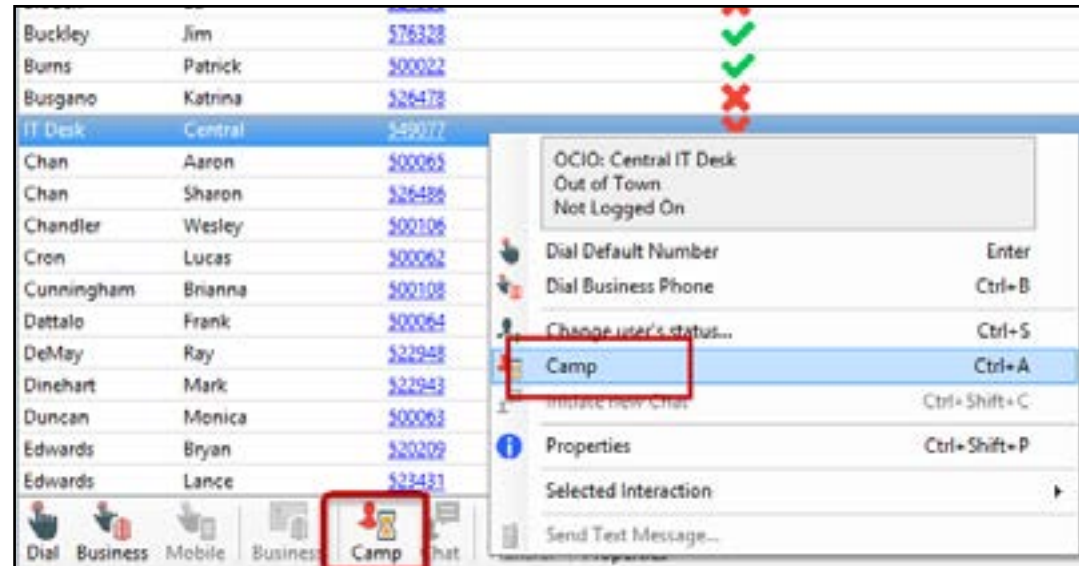 Buckley Jim 576328
Burns Patrick 500022
Busgano Katrina 526478
IT Desk Central 549077
Chan Aaron 500065
Chan Sharon 526486
Chandler Wesley 500106
Cron Lucas 500062
Cunningham Brianna 500108
Dattalo Frank 500064
DeMay Ray 522948
Dinehart Mark 522943
Duncan Monica 500063
Edwards Bryan 520209
Edwards Lance 523431
OCIO: Central IT Desk
Out of Town
Not Logged On
Dial Default Number Enter
Dial Business Phone Ctrl+B
Change user's status... Ctrl+S
Camp Ctrl+A
Initiate new Chat Ctrl+Shift+C
Properties Ctrl+Shift+P
Selected Interaction
Send Text Message...
Dial Business Mobile Business Camp Chat